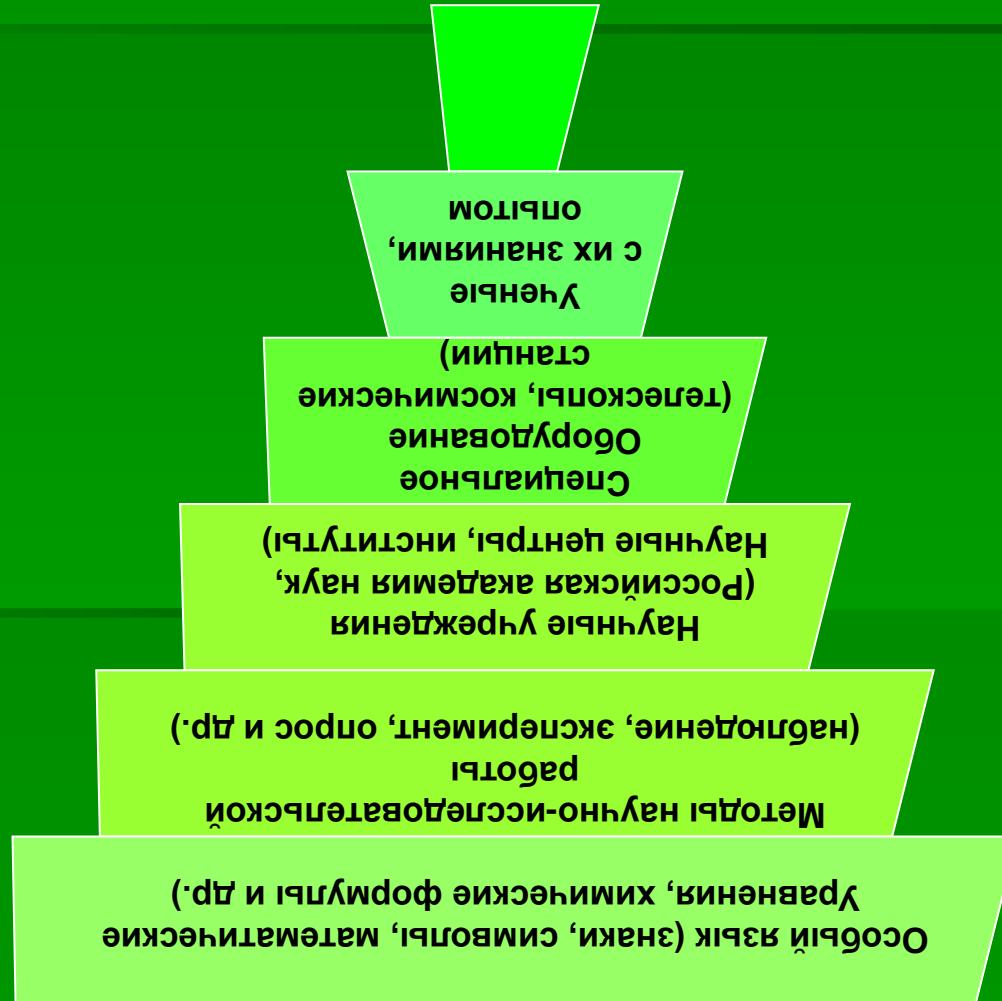 Особый язык (знаки, символы, математические
Уравнения, химические формулы и др.)
Методы научно-исследовательской
работы
(наблюдение, эксперимент, опрос и др.)
Научные учреждения
(Российская академия наук,
Научные центры, институты)
Специальное
Оборудование
(телескопы, космические
станции)
Ученые
с их знаниями,
опытом